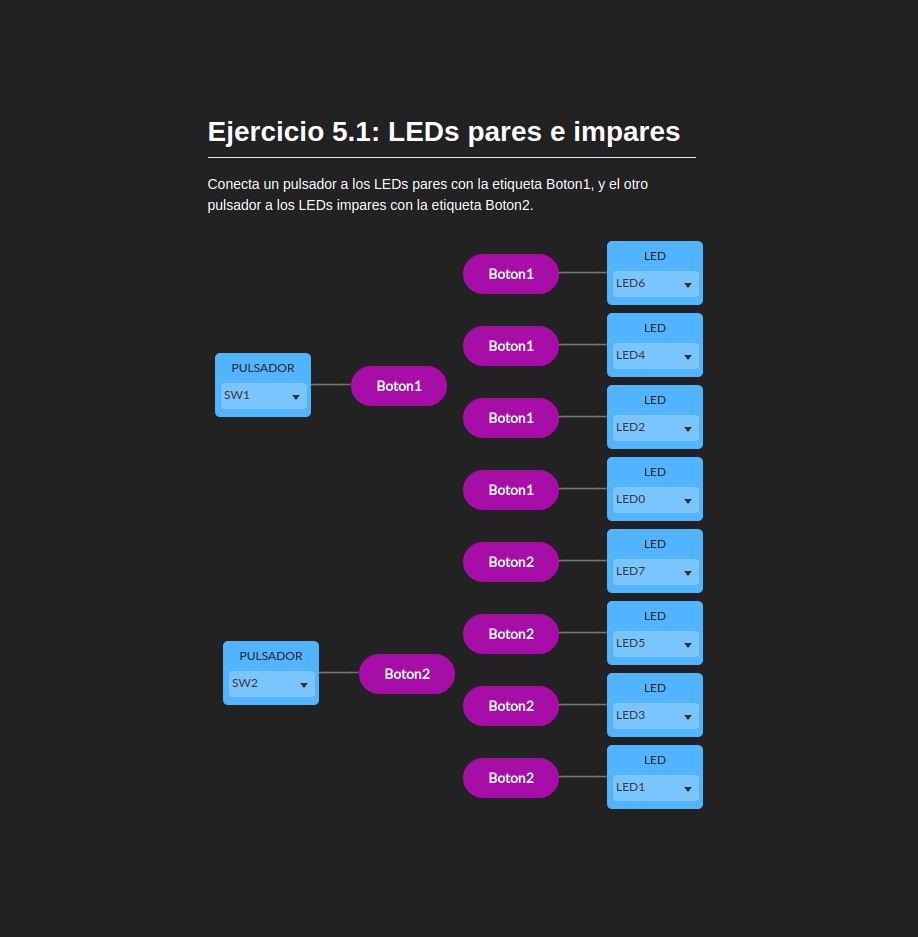 Ejercicio 5.1: LEDs pares e impares
Conecta un pulsador a los LEDs pares con la etiqueta Boton1, y el otro
pulsador a los LEDs impares con la etiqueta Boton2.
LED
Boton1
LED6
LED
Boton1
LED4
PULSADOR
SW1
Boton1
LED
Boton1
LED2
LED
Boton1
LED0
LED
Boton2
LED7
LED
Boton2
LED5
PULSADOR
SW2
Boton2
LED
Boton2
LED3
LED
Boton2
LED1